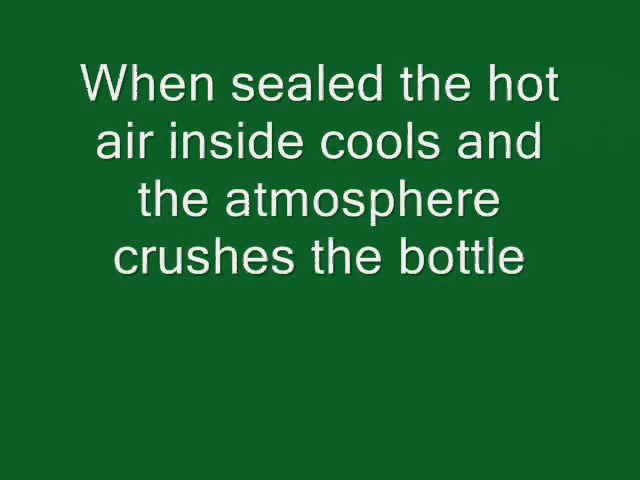 When sealed the hot
air inside cools and
the atmosphere
crushes the bottle